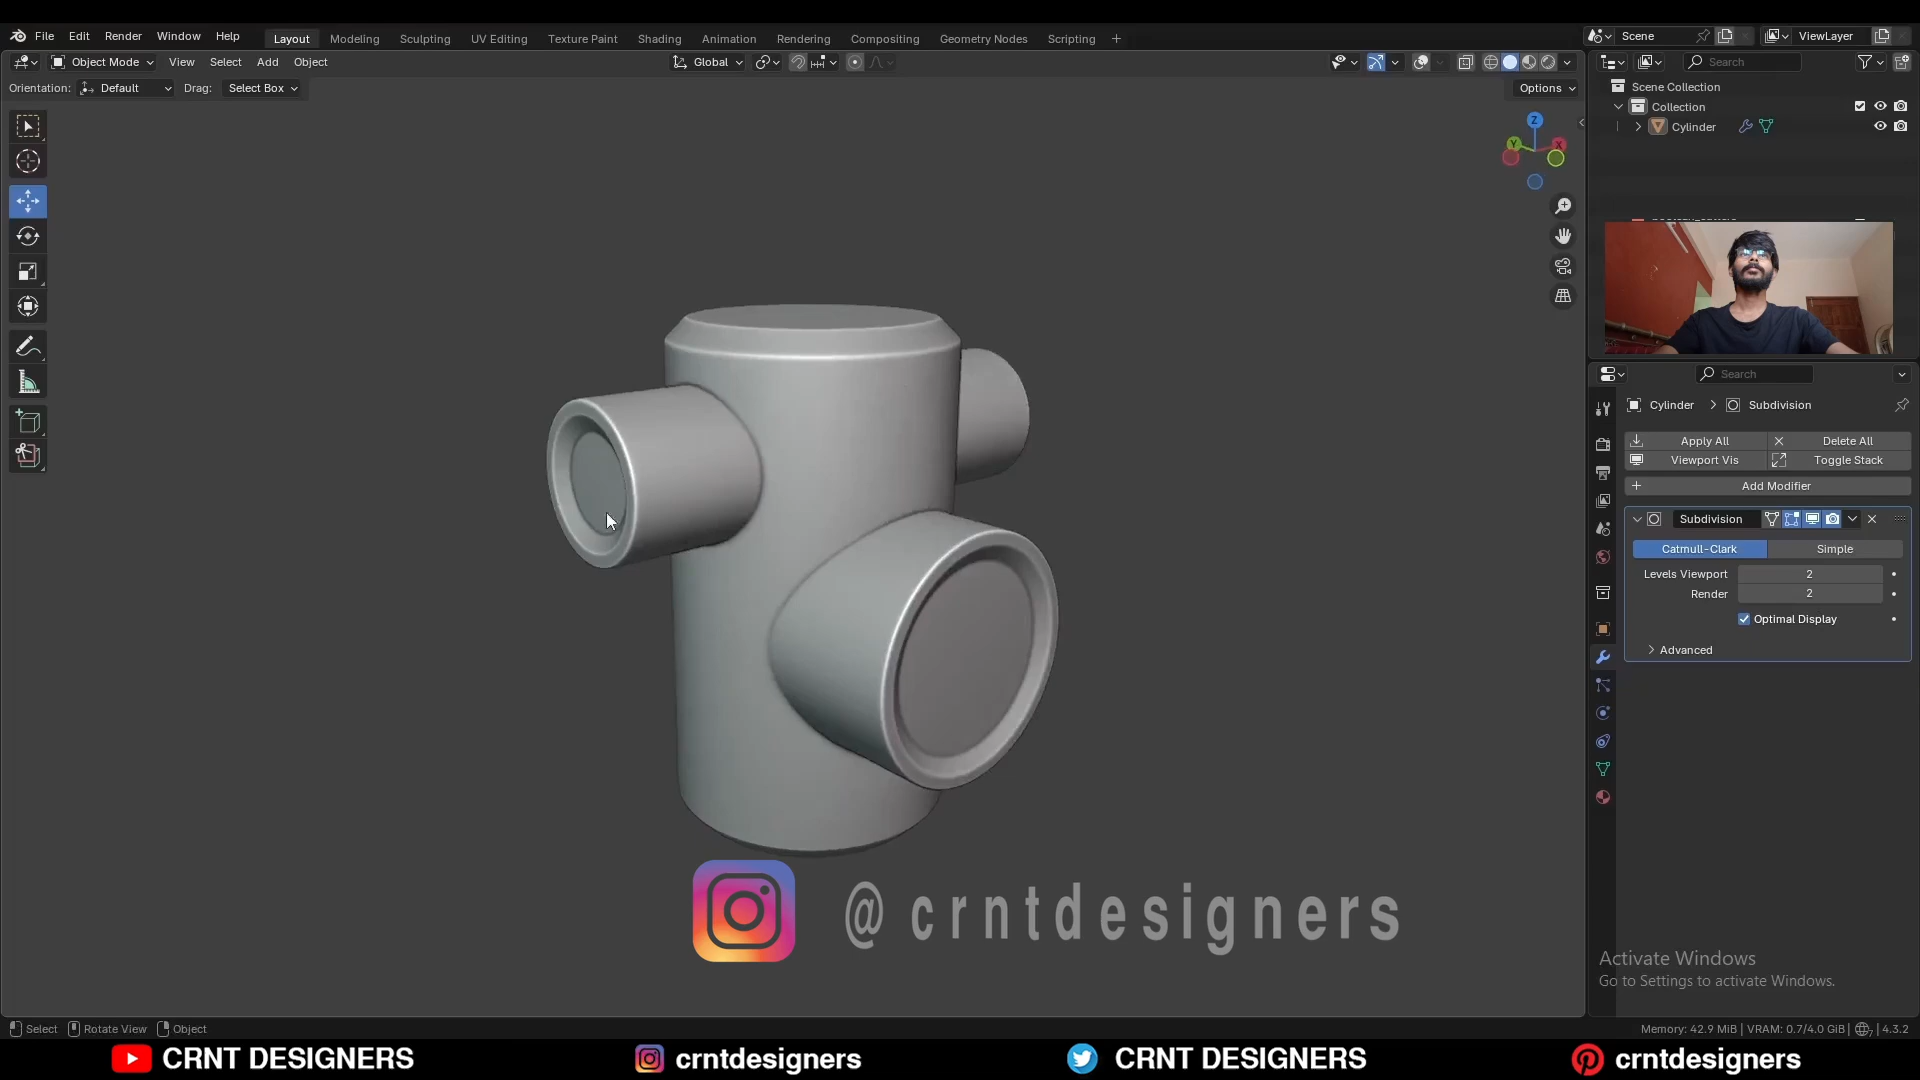 File Edit Render Window Help
Layout Modeling Sculpting UV Editing Texture Paint Shading Animation Rendering Compositing Geometry Nodes Scripting +
Scene ViewLayer
Object Mode View Select Add Object
Global
Search
Orientation: Default Drag: Select Box
Options
Scene Collection
Collection
Cylinder
Z
Y
X
Search
Cylinder > Subdivision
Apply All Delete All
Viewport Vis Toggle Stack
Add Modifier
Subdivision
Catmull-Clark Simple
Levels Viewport 2
Render 2
Optimal Display
Advanced
@crntdesigners
Activate Windows
Go to Settings to activate Windows.
Select Rotate View Object
Memory: 42.9 MiB | VRAM: 0.7/4.0 GiB | 4.3.2
CRNT DESIGNERS crntdesigners CRNT DESIGNERS crntdesigners